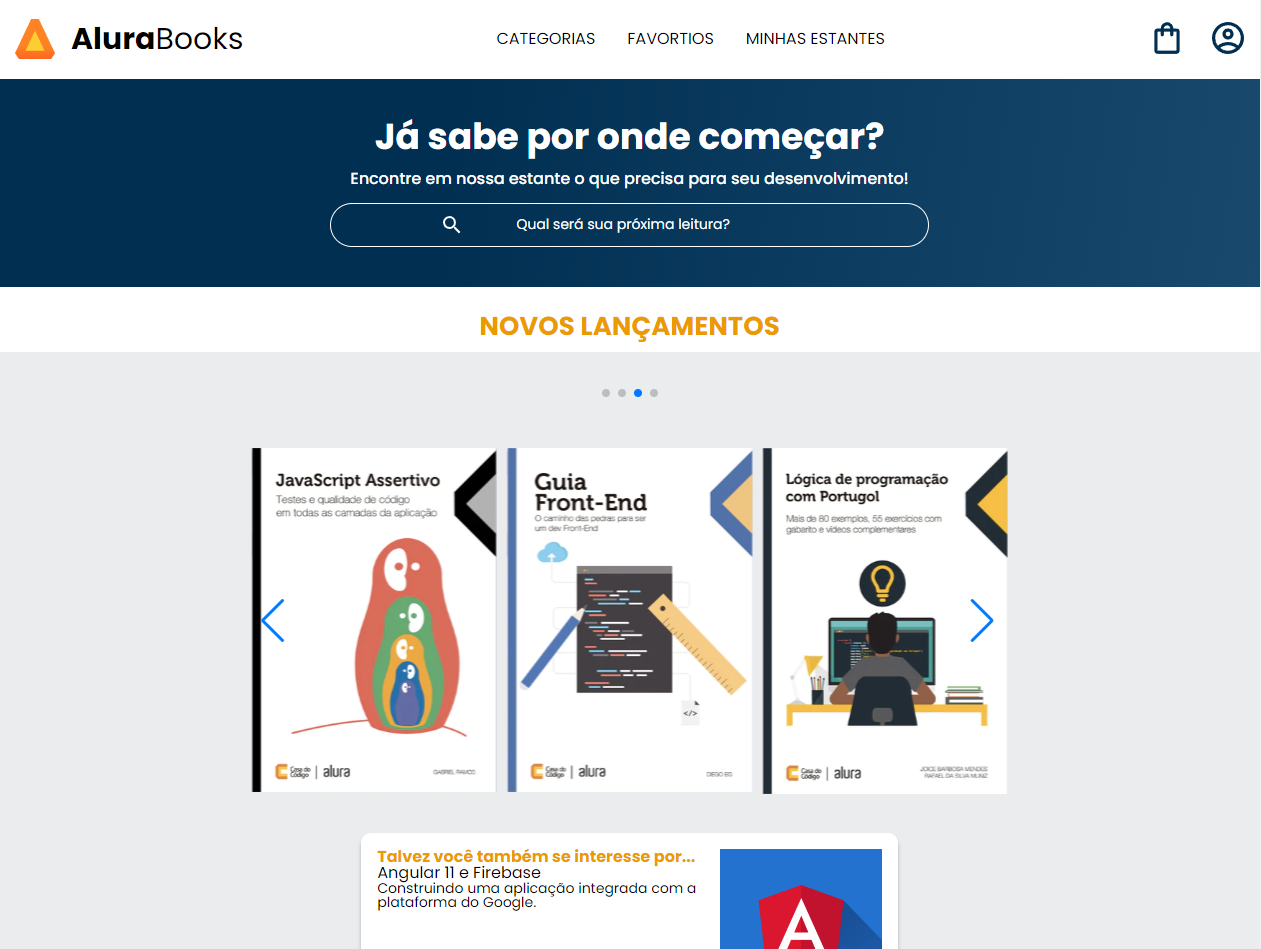 AluraBooks
CATEGORIAS
FAVORTIOS
MINHAS ESTANTES
Já sabe por onde começar?
Encontre em nossa estante o que precisa para seu desenvolvimento!
Qual será sua próxima leitura?
NOVOS LANÇAMENTOS
JavaScript Assertivo
Testes e qualidade de código
em todas as camadas da aplicação
Casa do
Código | alura
GABRIEL RAMOS
Guia
Front-End
O caminho das pedras para ser
um dev Front-End
</>
Casa do
Código | alura
DIEGO EIS
Lógica de programação
com Portugol
Mais de 80 exemplos, 55 exercícios com
gabarito e vídeos complementares
Casa do
Código | alura
JOICE BARBOSA MENDES
RAFAEL DA SILVA MUNIZ
Talvez você também se interesse por...
Angular 11 e Firebase
Construindo uma aplicação integrada com a
plataforma do Google.
A